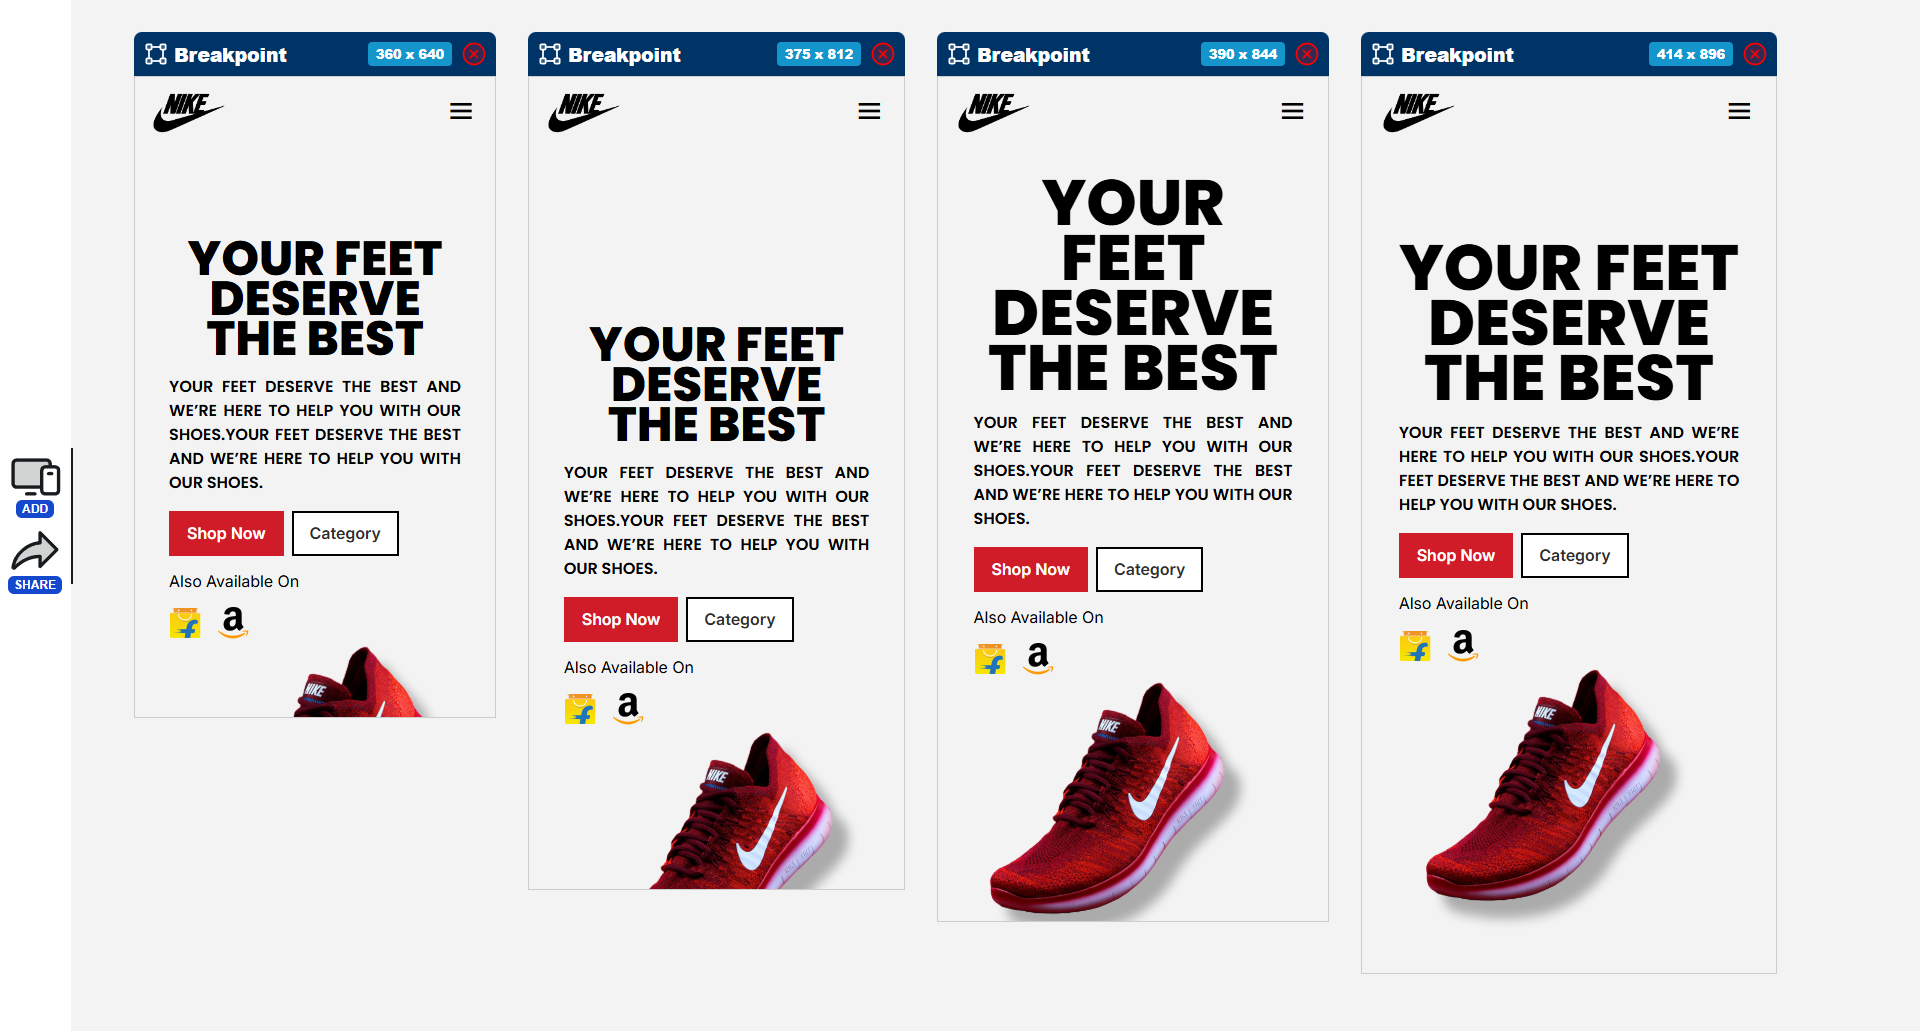 Breakpoint
360 x 640
NIKE
YOUR FEET
DESERVE
THE BEST
YOUR FEET DESERVE THE BEST AND
WE’RE HERE TO HELP YOU WITH OUR
SHOES.YOUR FEET DESERVE THE BEST
AND WE’RE HERE TO HELP YOU WITH
OUR SHOES.
Shop Now
Category
Also Available On
f
a
NIKE
Breakpoint
375 x 812
NIKE
YOUR FEET
DESERVE
THE BEST
YOUR FEET DESERVE THE BEST AND
WE’RE HERE TO HELP YOU WITH OUR
SHOES.YOUR FEET DESERVE THE BEST
AND WE’RE HERE TO HELP YOU WITH
OUR SHOES.
Shop Now
Category
Also Available On
f
a
NIKE
Breakpoint
390 x 844
NIKE
YOUR
FEET
DESERVE
THE BEST
YOUR FEET DESERVE THE BEST AND
WE’RE HERE TO HELP YOU WITH OUR
SHOES.YOUR FEET DESERVE THE BEST
AND WE’RE HERE TO HELP YOU WITH OUR
SHOES.
Shop Now
Category
Also Available On
f
a
NIKE
Breakpoint
414 x 896
NIKE
YOUR FEET
DESERVE
THE BEST
YOUR FEET DESERVE THE BEST AND WE’RE
HERE TO HELP YOU WITH OUR SHOES.YOUR
FEET DESERVE THE BEST AND WE’RE HERE TO
HELP YOU WITH OUR SHOES.
Shop Now
Category
Also Available On
f
a
NIKE
ADD
SHARE